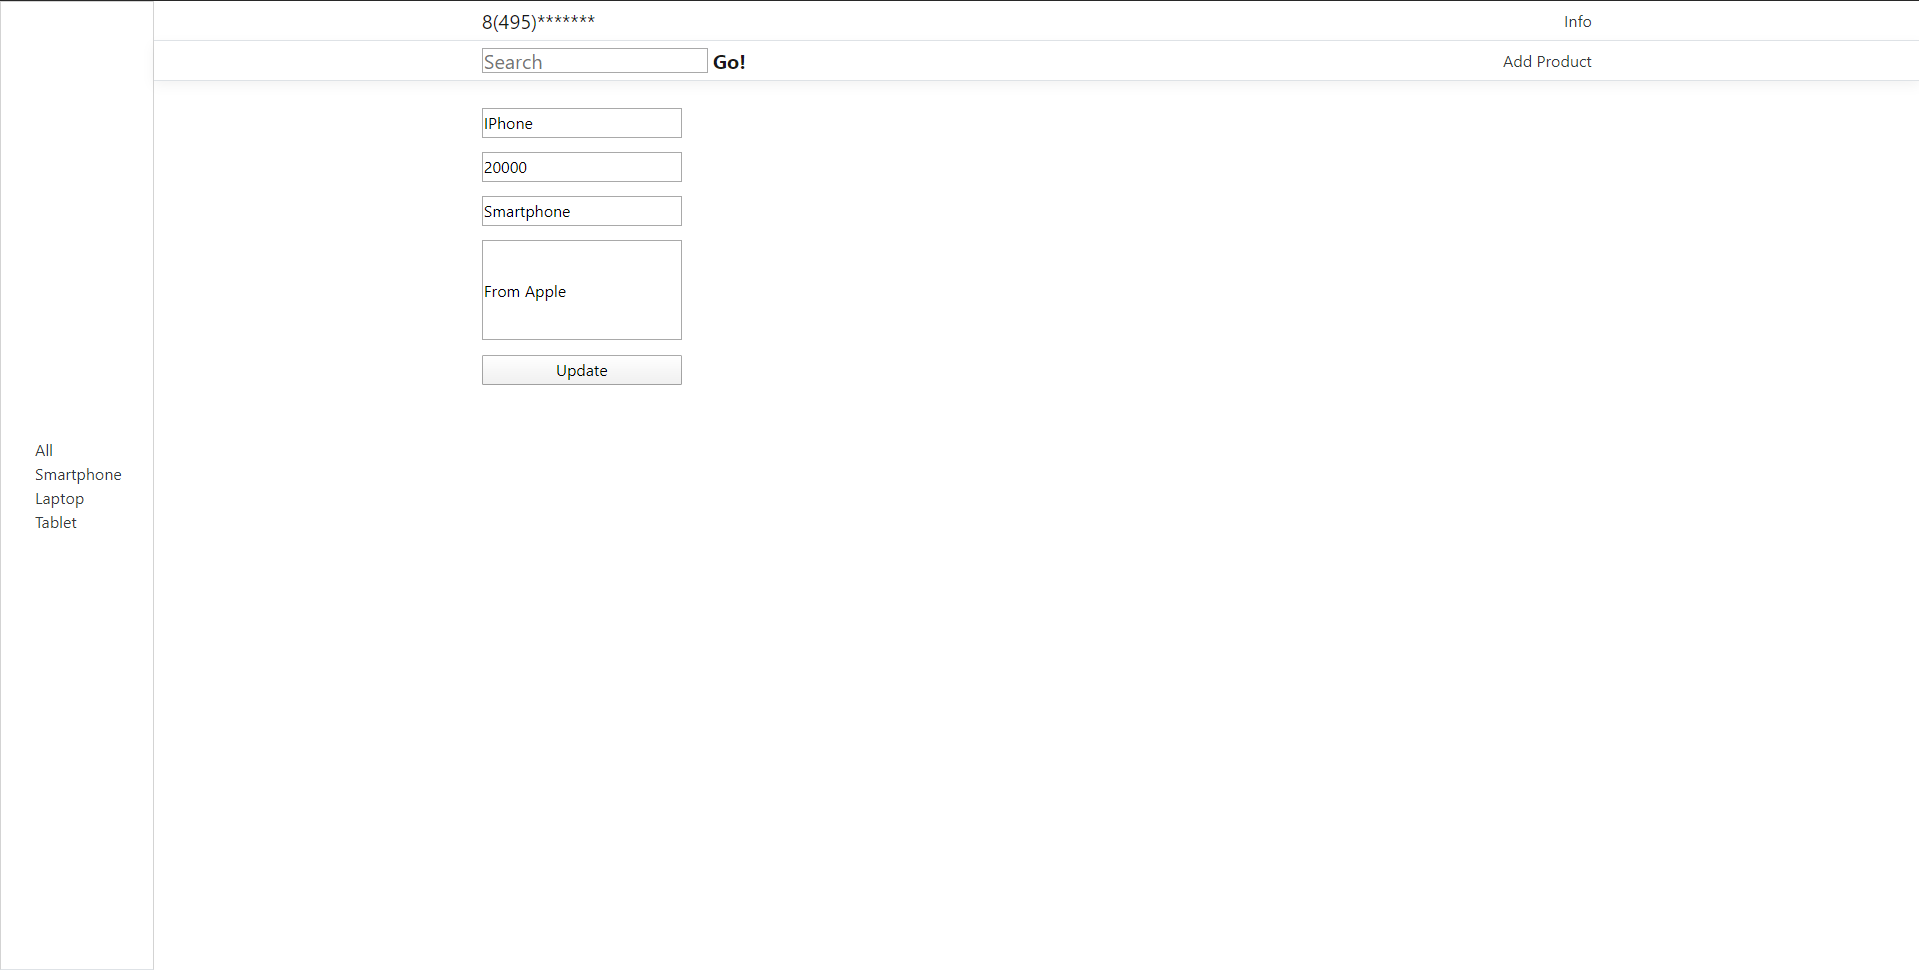 8(495)*******
Info
Search Go!
Add Product
IPhone
20000
Smartphone
From Apple
Update
All
Smartphone
Laptop
Tablet